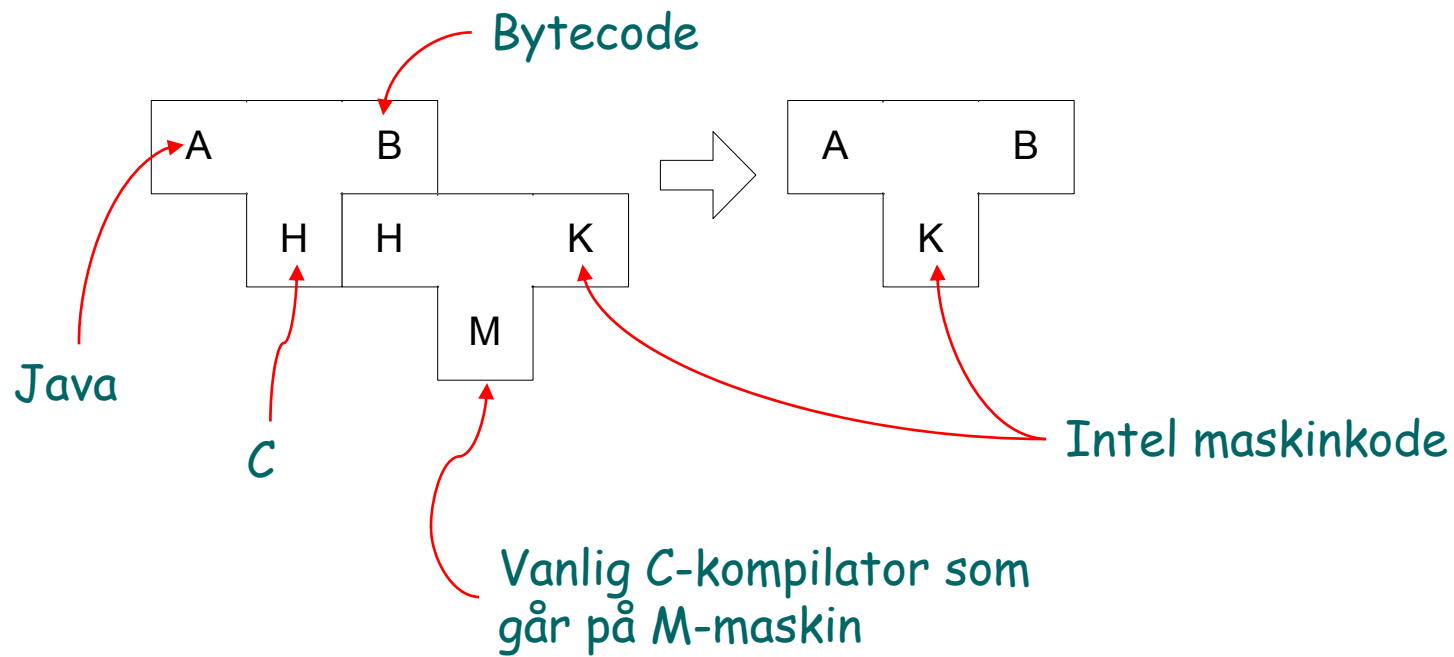 Bytecode
A B
A B
H H K
K
M
Java
C
Intel maskinkode
Vanlig C-kompilator som
går på M-maskin